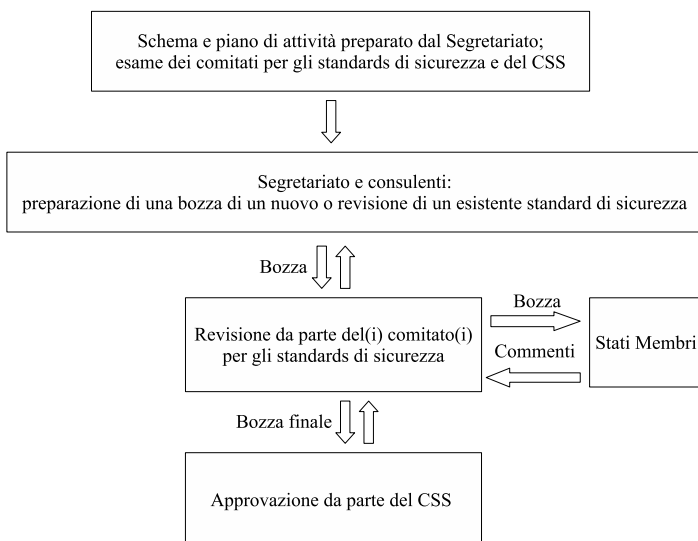 Schema e piano di attività preparato dal Segretariato;
esame dei comitati per gli standards di sicurezza e del CSS
Segretariato e consulenti:
preparazione di una bozza di un nuovo o revisione di un esistente standard di sicurezza
Bozza
Revisione da parte del(i) comitato(i)
per gli standards di sicurezza
Bozza
Commenti
Stati Membri
Bozza finale
Approvazione da parte del CSS